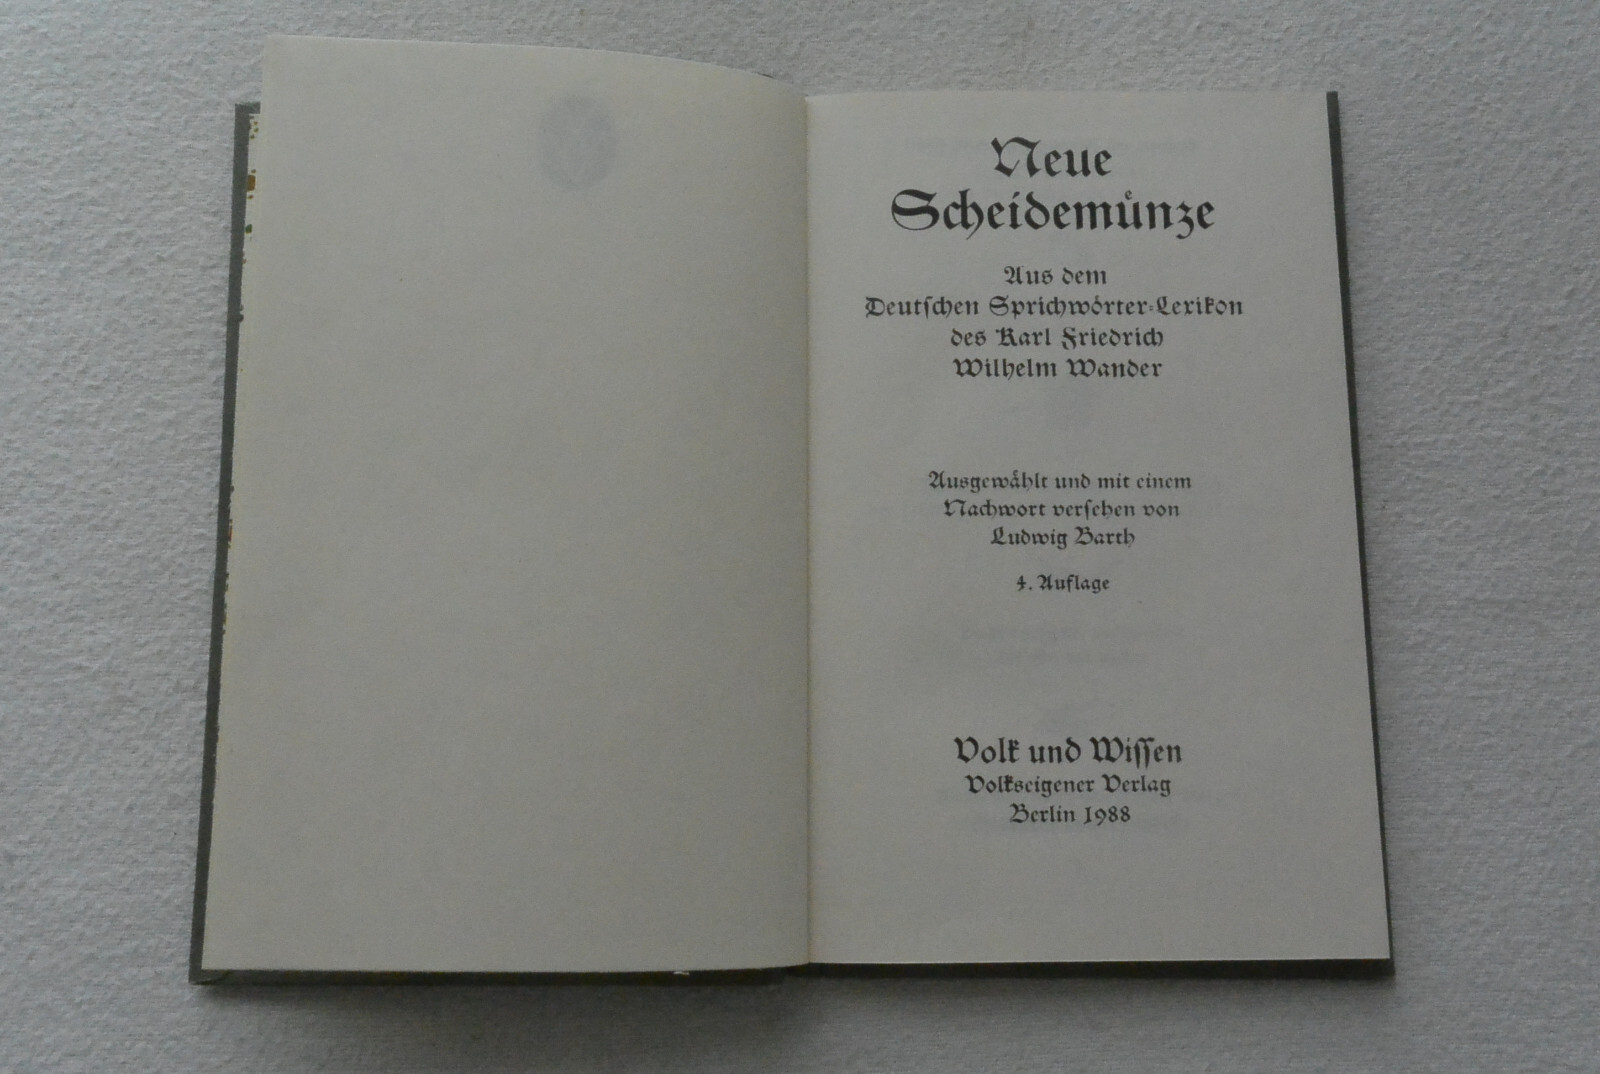 Neue
Scheidemünze
Aus dem
Deutſchen Sprichwörter-Lexikon
des Karl Friedrich
Wilhelm Wander
Ausgewählt und mit einem
Nachwort verſehen von
Ludwig Barth
4. Auflage
Volk und Wiſſen
Volkseigener Verlag
Berlin 1988